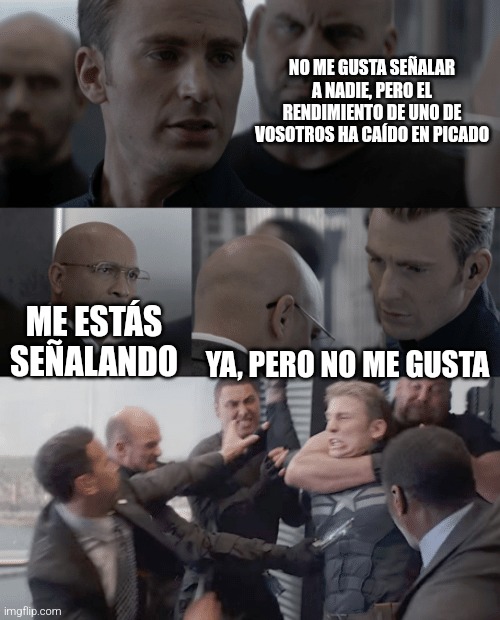 NO ME GUSTA SEÑALAR
A NADIE, PERO EL
RENDIMIENTO DE UNO DE
VOSOTROS HA CAÍDO EN PICADO
ME ESTÁS
SEÑALANDO
YA, PERO NO ME GUSTA
imgflip.com